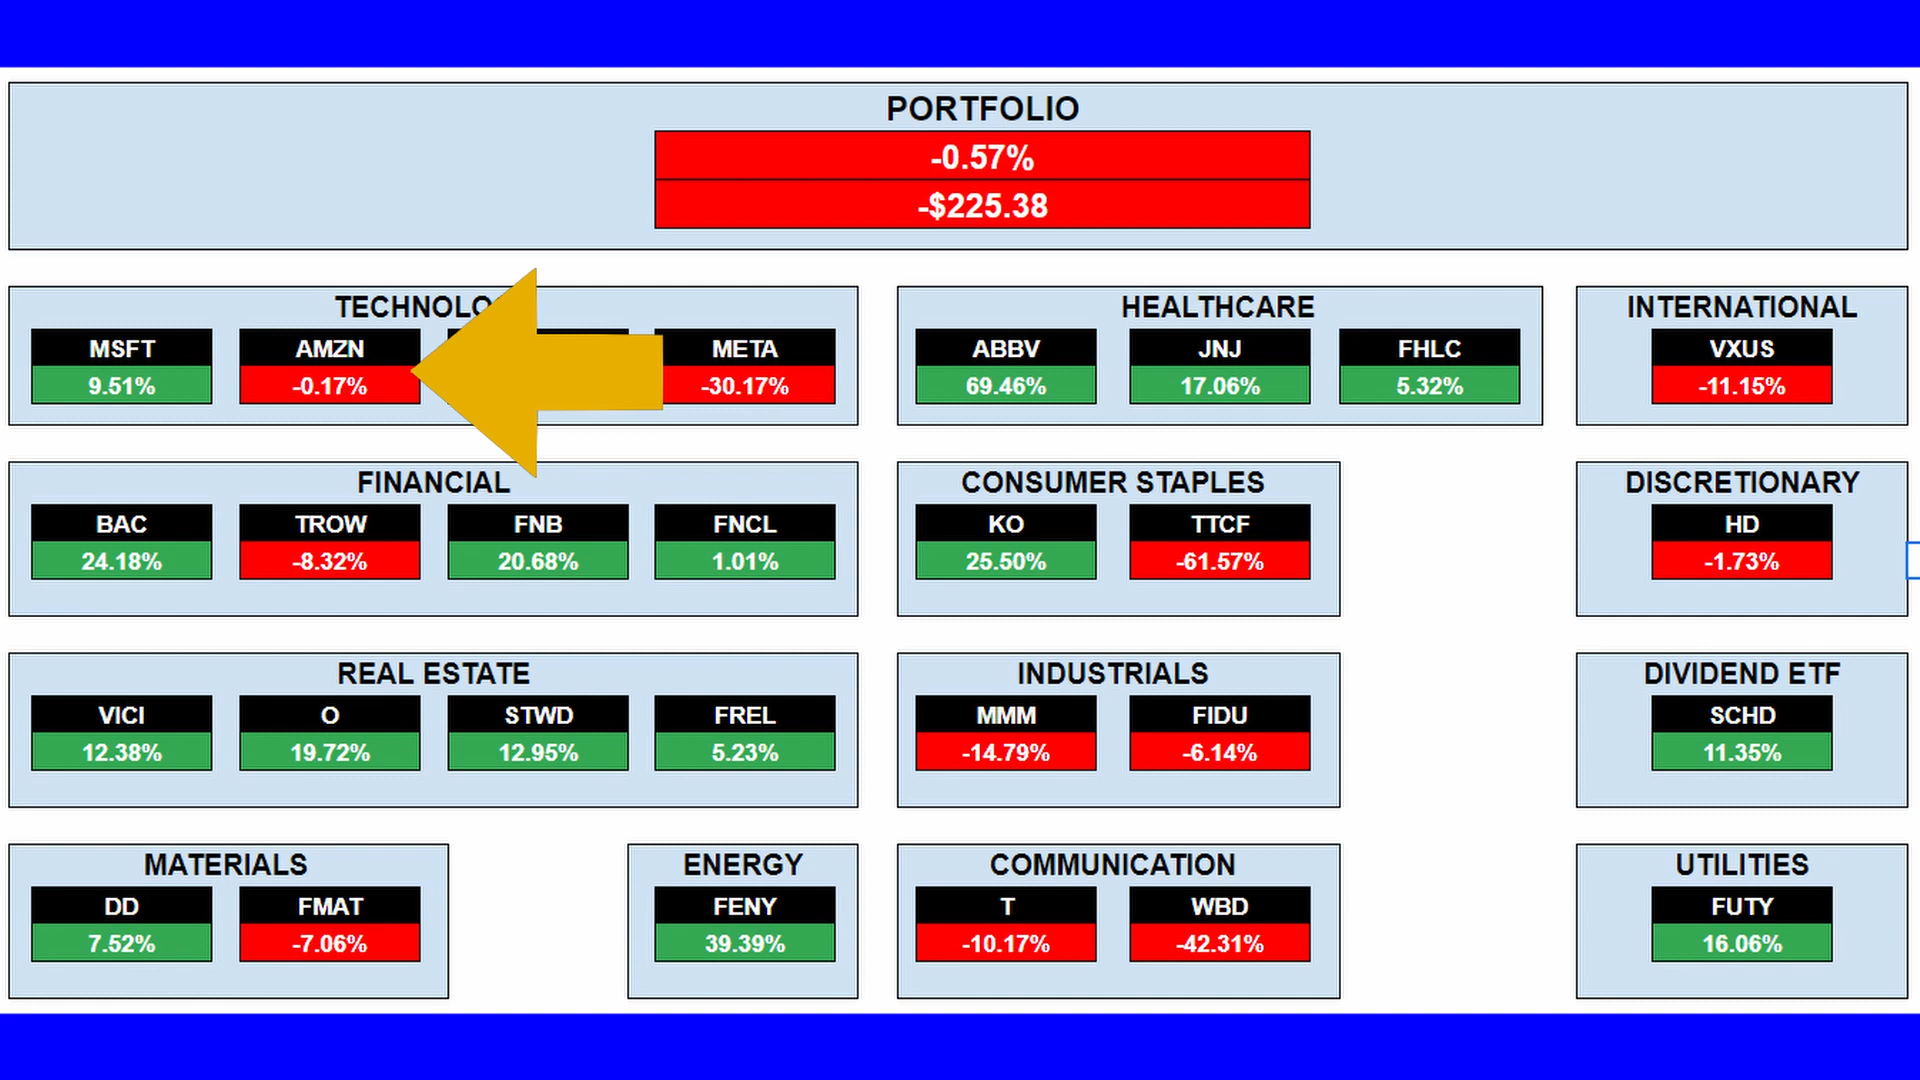 PORTFOLIO
-0.57%
-$225.38
TECHNOLO
MSFT AMZN META
9.51% -0.17% -30.17%
HEALTHCARE
ABBV JNJ FHLC
69.46% 17.06% 5.32%
INTERNATIONAL
VXUS
-11.15%
FINANCIAL
BAC TROW FNB FNCL
24.18% -8.32% 20.68% 1.01%
CONSUMER STAPLES
KO TTCF
25.50% -61.57%
DISCRETIONARY
HD
-1.73%
REAL ESTATE
VICI O STWD FREL
12.38% 19.72% 12.95% 5.23%
INDUSTRIALS
MMM FIDU
-14.79% -6.14%
DIVIDEND ETF
SCHD
11.35%
MATERIALS
DD FMAT
7.52% -7.06%
ENERGY
FENY
39.39%
COMMUNICATION
T WBD
-10.17% -42.31%
UTILITIES
FUTY
16.06%